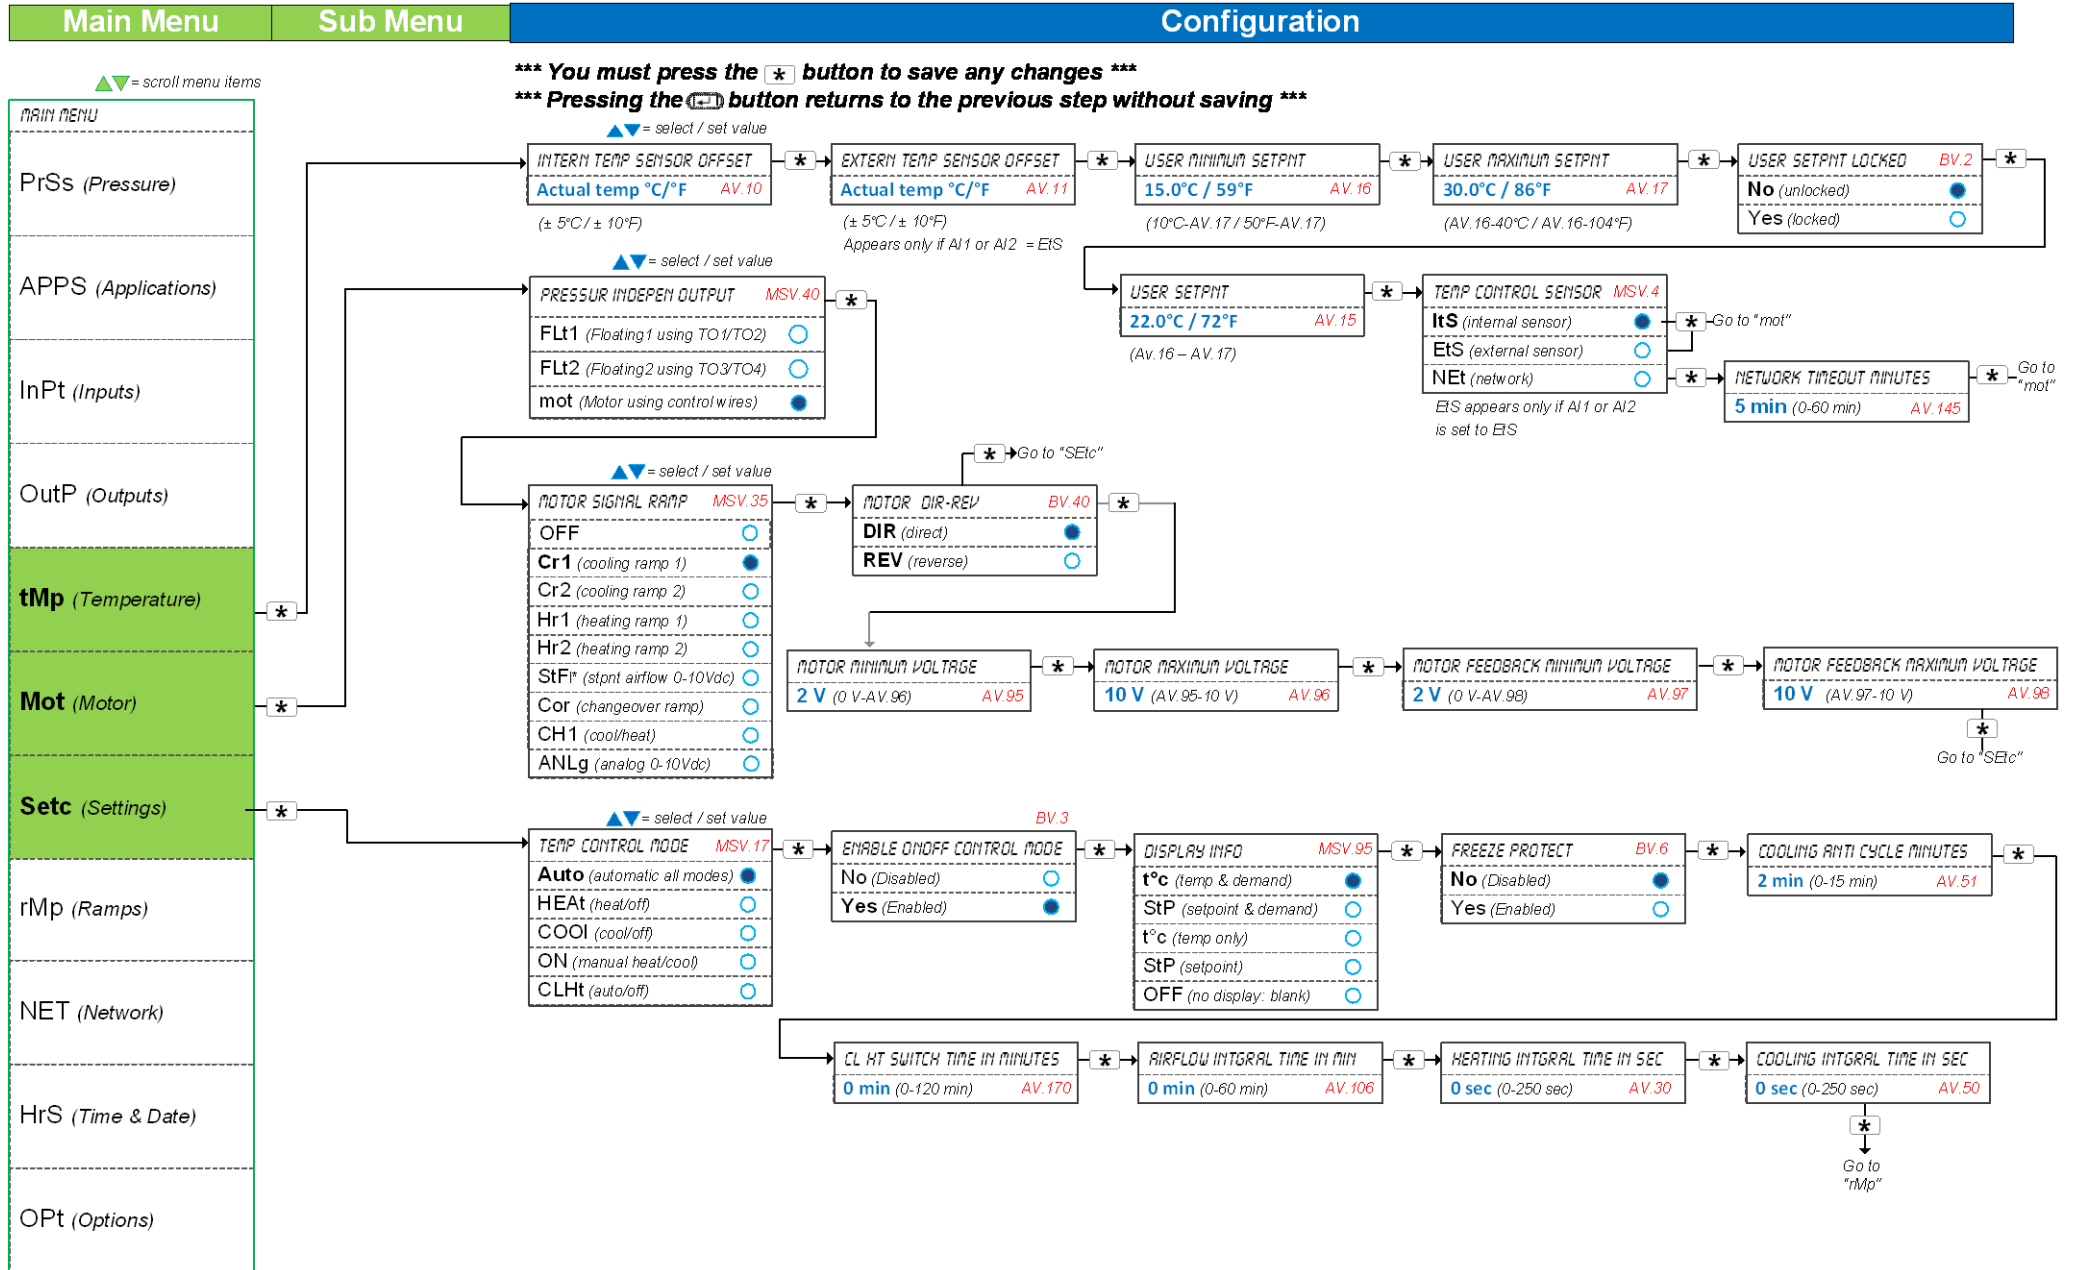 Main Menu
Sub Menu
Configuration
= scroll menu items
*** You must press the * button to save any changes ***
*** Pressing the button returns to the previous step without saving ***
MAIN MENU
PrSs (Pressure)
APPS (Applications)
InPt (Inputs)
OutP (Outputs)
tMp (Temperature)
*
Mot (Motor)
*
Setc (Settings)
*
rMp (Ramps)
NET (Network)
HrS (Time & Date)
OPt (Options)
= select / set value
INTERN TEMP SENSOR OFFSET
Actual temp °C/°F AV.10
(± 5°C / ± 10°F)
*
EXTERN TEMP SENSOR OFFSET
Actual temp °C/°F AV.11
(± 5°C / ± 10°F)
Appears only if AI1 or AI2 = EtS
*
USER MINIMUM SETPNT
15.0°C / 59°F AV.16
(10°C-AV.17 / 50°F-AV.17)
*
USER MAXIMUM SETPNT
30.0°C / 86°F AV.17
(AV.16-40°C / AV.16-104°F)
*
USER SETPNT LOCKED BV.2
No (unlocked)
Yes (locked)
*
USER SETPNT
22.0°C / 72°F AV.15
(Av.16 – AV.17)
*
TEMP CONTROL SENSOR MSV.4
ItS (internal sensor)
EtS (external sensor)
NEt (network)
* Go to "mot"
EtS appears only if AI1 or AI2
is set to EtS
*
NETWORK TIMEOUT MINUTES
5 min (0-60 min) AV.145
*
Go to
"mot"
= select / set value
PRESSUR INDEPEN OUTPUT MSV.40
FLt1 (Floating1 using TO1/TO2)
FLt2 (Floating2 using TO3/TO4)
mot (Motor using control wires)
*
= select / set value
MOTOR SIGNAL RAMP MSV.35
OFF
Cr1 (cooling ramp 1)
Cr2 (cooling ramp 2)
Hr1 (heating ramp 1)
Hr2 (heating ramp 2)
StFl* (stpnt airflow 0-10Vdc)
Cor (changeover ramp)
CH1 (cool/heat)
ANLg (analog 0-10Vdc)
*
* Go to "SEtc"
MOTOR DIR-REV BV.40
DIR (direct)
REV (reverse)
*
MOTOR MINIMUM VOLTAGE
2 V (0 V-AV.96) AV.95
*
MOTOR MAXIMUM VOLTAGE
10 V (AV.95-10 V) AV.96
*
MOTOR FEEDBACK MINIMUM VOLTAGE
2 V (0 V-AV.98) AV.97
*
MOTOR FEEDBACK MAXIMUM VOLTAGE
10 V (AV.97-10 V) AV.98
*
Go to "SEtc"
= select / set value
TEMP CONTROL MODE MSV.17
Auto (automatic all modes)
HEAt (heat/off)
COOl (cool/off)
ON (manual heat/cool)
CLHt (auto/off)
*
BV.3
ENABLE ONOFF CONTROL MODE
No (Disabled)
Yes (Enabled)
*
DISPLAY INFO MSV.95
t°c (temp & demand)
StP (setpoint & demand)
t°c (temp only)
StP (setpoint)
OFF (no display: blank)
*
FREEZE PROTECT BV.6
No (Disabled)
Yes (Enabled)
*
COOLING ANTI CYCLE MINUTES
2 min (0-15 min) AV.51
*
CL HT SWITCH TIME IN MINUTES
0 min (0-120 min) AV.170
*
AIRFLOW INTGRAL TIME IN MIN
0 min (0-60 min) AV.106
*
HEATING INTGRAL TIME IN SEC
0 sec (0-250 sec) AV.30
*
COOLING INTGRAL TIME IN SEC
0 sec (0-250 sec) AV.50
*
Go to
"rMp"